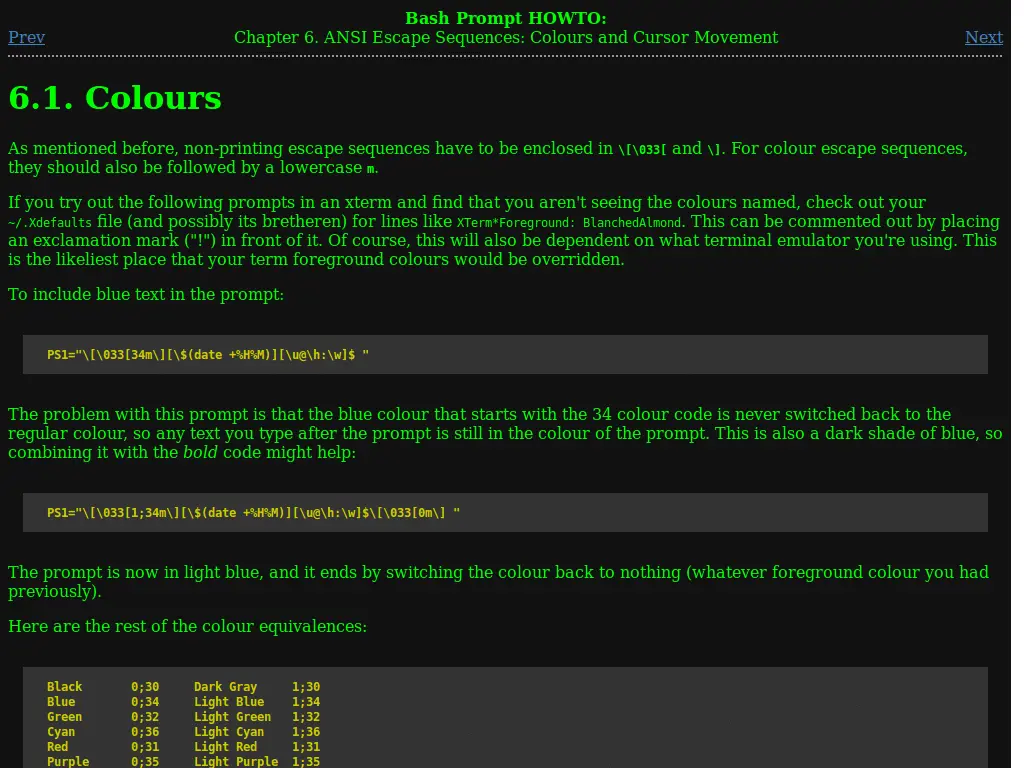 Bash Prompt HOWTO:
Prev Chapter 6. ANSI Escape Sequences: Colours and Cursor Movement Next
6.1. Colours
As mentioned before, non-printing escape sequences have to be enclosed in \[\033[ and \]. For colour escape sequences,
they should also be followed by a lowercase m.
If you try out the following prompts in an xterm and find that you aren't seeing the colours named, check out your
~/.Xdefaults file (and possibly its bretheren) for lines like XTerm*Foreground: BlanchedAlmond. This can be commented out by placing
an exclamation mark ("!") in front of it. Of course, this will also be dependent on what terminal emulator you're using. This
is the likeliest place that your term foreground colours would be overridden.
To include blue text in the prompt:
PS1="\[\033[34m\][\$(date +%H%M)][\u@\h:\w]$ "
The problem with this prompt is that the blue colour that starts with the 34 colour code is never switched back to the
regular colour, so any text you type after the prompt is still in the colour of the prompt. This is also a dark shade of blue, so
combining it with the bold code might help:
PS1="\[\033[1;34m\][\$(date +%H%M)][\u@\h:\w]$\[\033[0m\] "
The prompt is now in light blue, and it ends by switching the colour back to nothing (whatever foreground colour you had
previously).
Here are the rest of the colour equivalences:
Black 0;30 Dark Gray 1;30
Blue 0;34 Light Blue 1;34
Green 0;32 Light Green 1;32
Cyan 0;36 Light Cyan 1;36
Red 0;31 Light Red 1;31
Purple 0;35 Light Purple 1;35